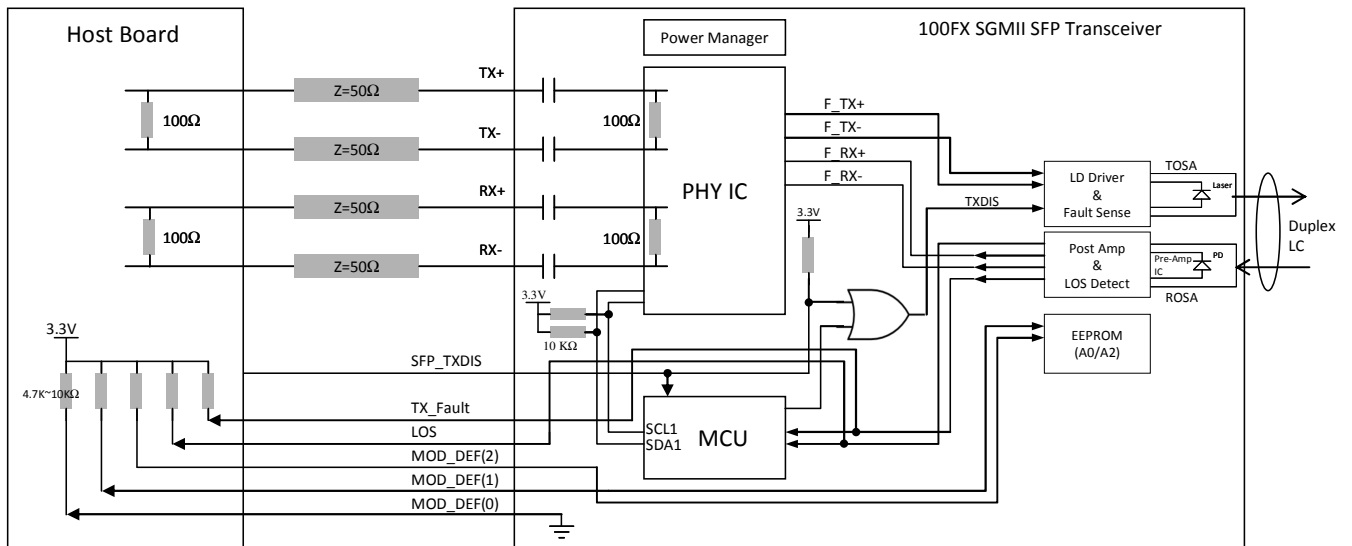 Host Board
100FX SGMII SFP Transceiver
Power Manager
TX+
Z=50Ω
100Ω
100Ω
TX-
Z=50Ω
RX+
Z=50Ω
100Ω
100Ω
RX-
Z=50Ω
PHY IC
F_TX+
F_TX-
F_RX+
F_RX-
TXDIS
3.3V
LD Driver
&
Fault Sense
TOSA
Laser
Post Amp
&
LOS Detect
Pre-Amp
IC
PD
ROSA
Duplex
LC
EEPROM
(A0/A2)
3.3V
10 KΩ
3.3V
4.7K~10KΩ
SFP_TXDIS
TX_Fault
LOS
MOD_DEF(2)
MOD_DEF(1)
MOD_DEF(0)
SCL1
SDA1
MCU